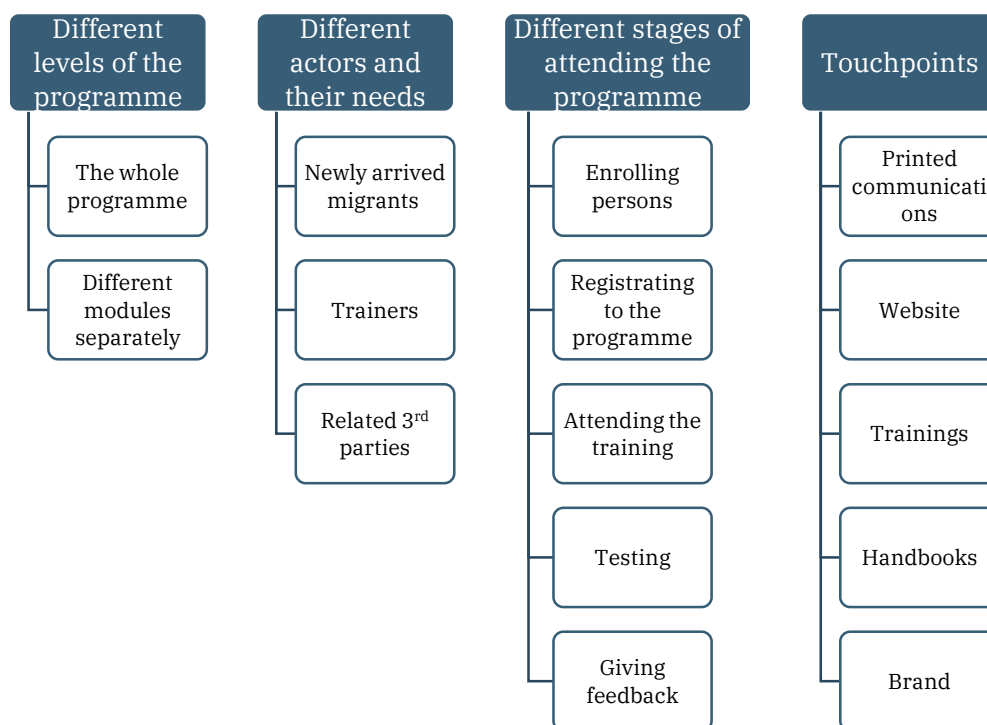 Different
levels of the
programme
The whole
programme
Different
modules
separately
Different
actors and
their needs
Newly arrived
migrants
Trainers
Related 3rd
parties
Different stages of
attending the
programme
Enrolling
persons
Registrating
to the
programme
Attending the
training
Testing
Giving
feedback
Touchpoints
Printed
communicati
ons
Website
Trainings
Handbooks
Brand